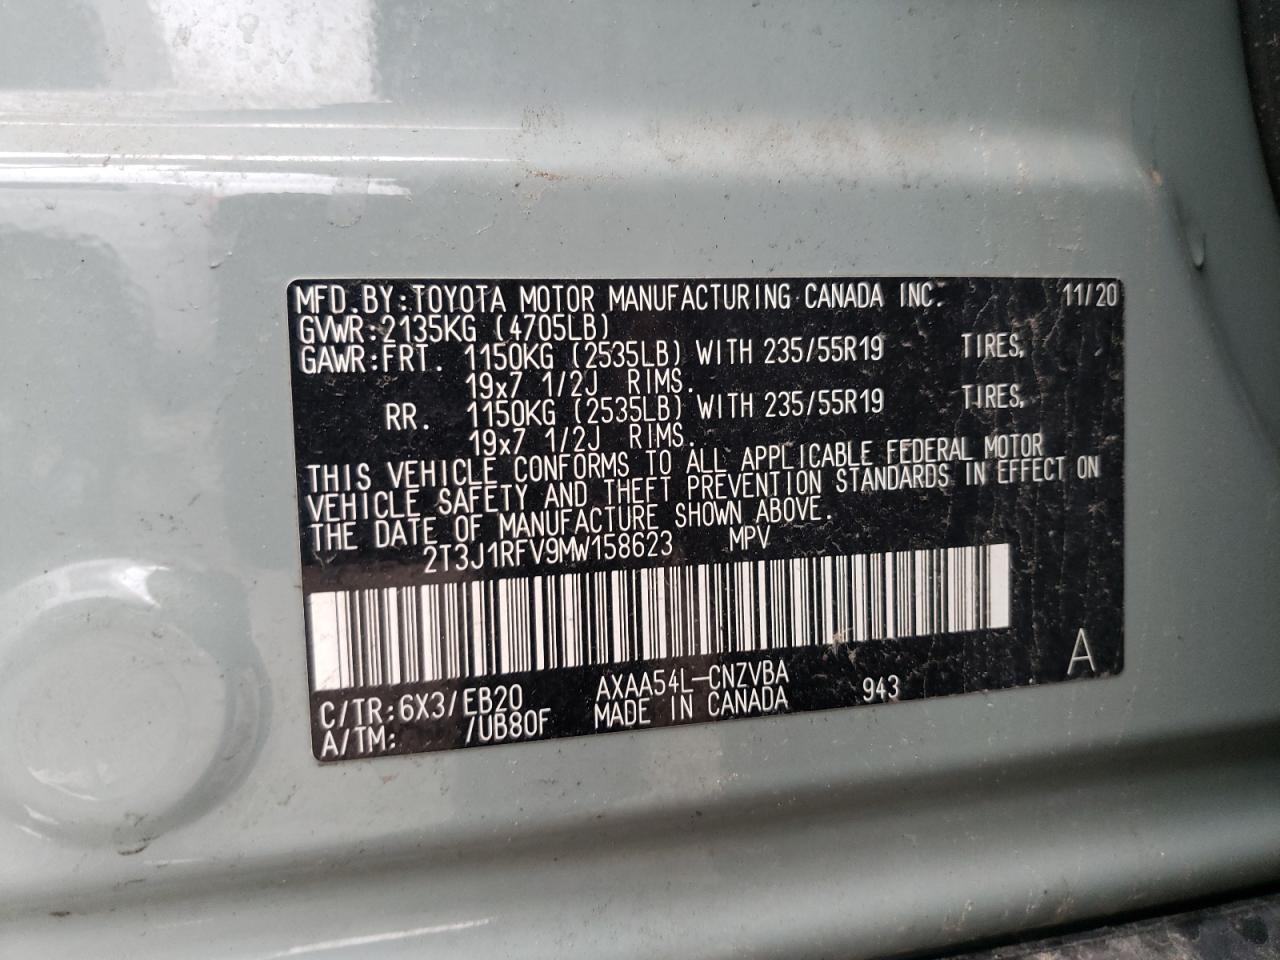 MFD.BY:TOYOTA MOTOR MANUFACTURING CANADA INC. 11/20
GVWR:2135KG (4705LB)
GAWR:FRT. 1150KG (2535LB) WITH 235/55R19 TIRES,
19x7 1/2J RIMS.
RR. 1150KG (2535LB) WITH 235/55R19 TIRES,
19x7 1/2J RIMS.
THIS VEHICLE CONFORMS TO ALL APPLICABLE FEDERAL MOTOR
VEHICLE SAFETY AND THEFT PREVENTION STANDARDS IN EFFECT ON
THE DATE OF MANUFACTURE SHOWN ABOVE.
2T3J1RFV9MW158623 MPV
A
C/TR:6X3/EB20 AXAA54L-CNZVBA 943
A/TM: /UB80F MADE IN CANADA